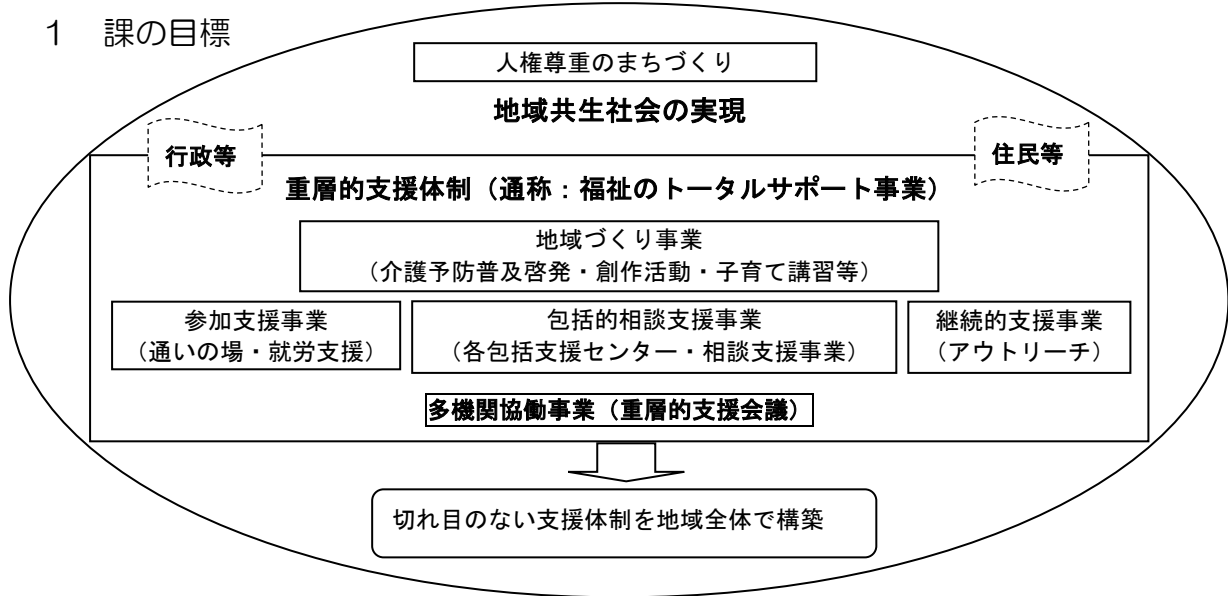 1 課の目標
人権尊重のまちづくり
地域共生社会の実現
行政等
住民等
重層的支援体制（通称：福祉のトータルサポート事業）
地域づくり事業
（介護予防普及啓発・創作活動・子育て講習等）
参加支援事業
（通いの場・就労支援）
包括的相談支援事業
（各包括支援センター・相談支援事業）
継続的支援事業
（アウトリーチ）
多機関協働事業（重層的支援会議）
切れ目のない支援体制を地域全体で構築